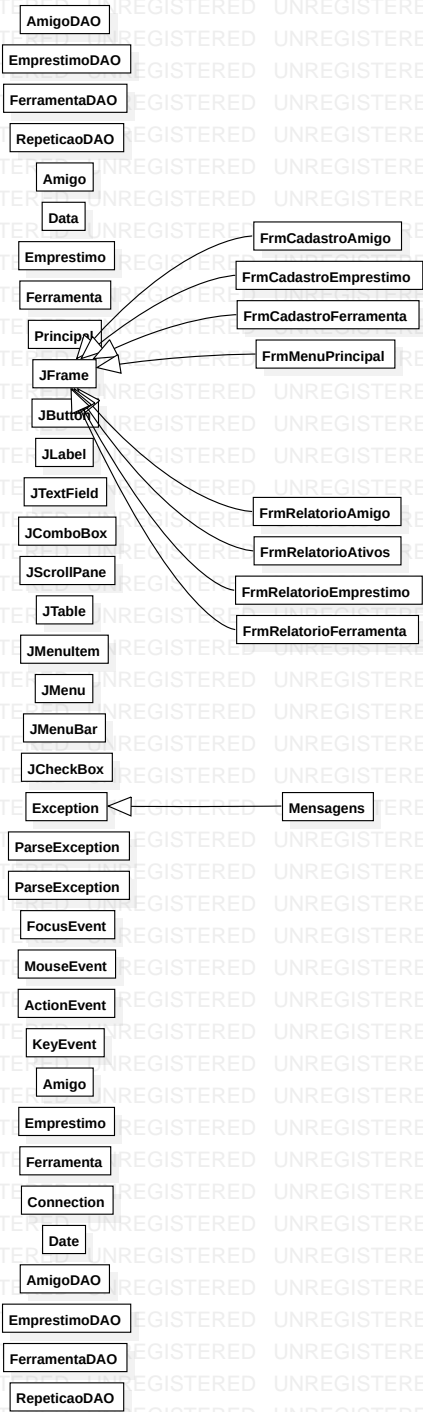 AmigoDAO
EmprestimoDAO
FerramentaDAO
RepeticaoDAO
Amigo
Data
Emprestimo
Ferramenta
Principal
JFrame
JButton
JLabel
JTextField
JComboBox
JScrollPane
JTable
JMenuItem
JMenu
JMenuBar
JCheckBox
Exception
ParseException
ParseException
FocusEvent
MouseEvent
ActionEvent
KeyEvent
Amigo
Emprestimo
Ferramenta
Connection
Date
AmigoDAO
EmprestimoDAO
FerramentaDAO
RepeticaoDAO
FrmCadastroAmigo
FrmCadastroEmprestimo
FrmCadastroFerramenta
FrmMenuPrincipal
FrmRelatorioAmigo
FrmRelatorioAtivos
FrmRelatorioEmprestimo
FrmRelatorioFerramenta
Mensagens